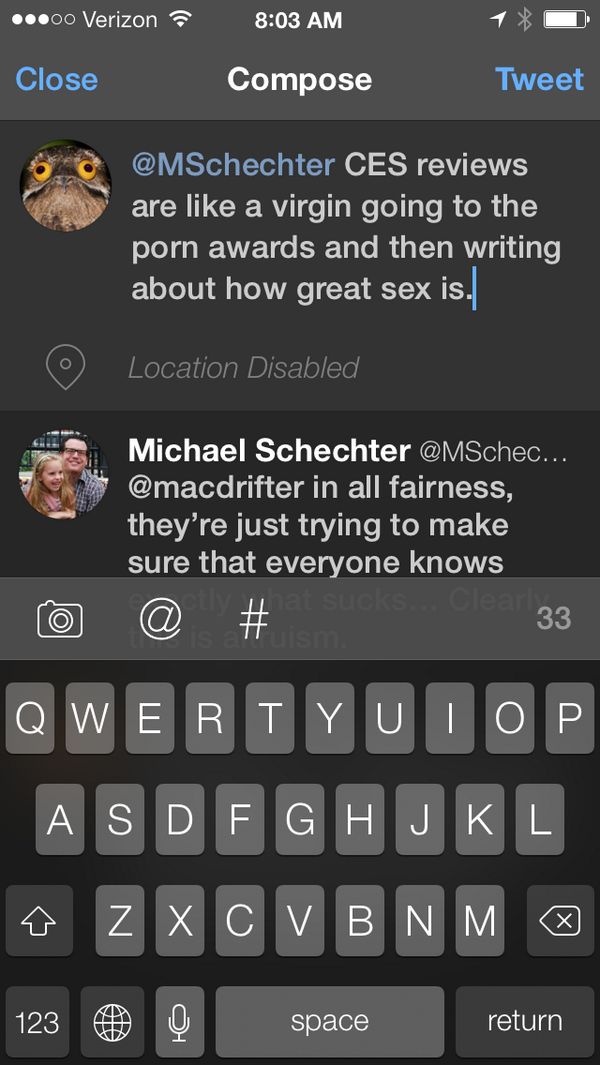 Verizon 8:03 AM
Close Compose Tweet
@MSchechter CES reviews
are like a virgin going to the
porn awards and then writing
about how great sex is.
Location Disabled
Michael Schechter @MSchec...
@macdrifter in all fairness,
they're just trying to make
sure that everyone knows
exactly what sucks... Clearly
this is altruism.
@ # 33
Q W E R T Y U I O P
A S D F G H J K L
Z X C V B N M
123 space return